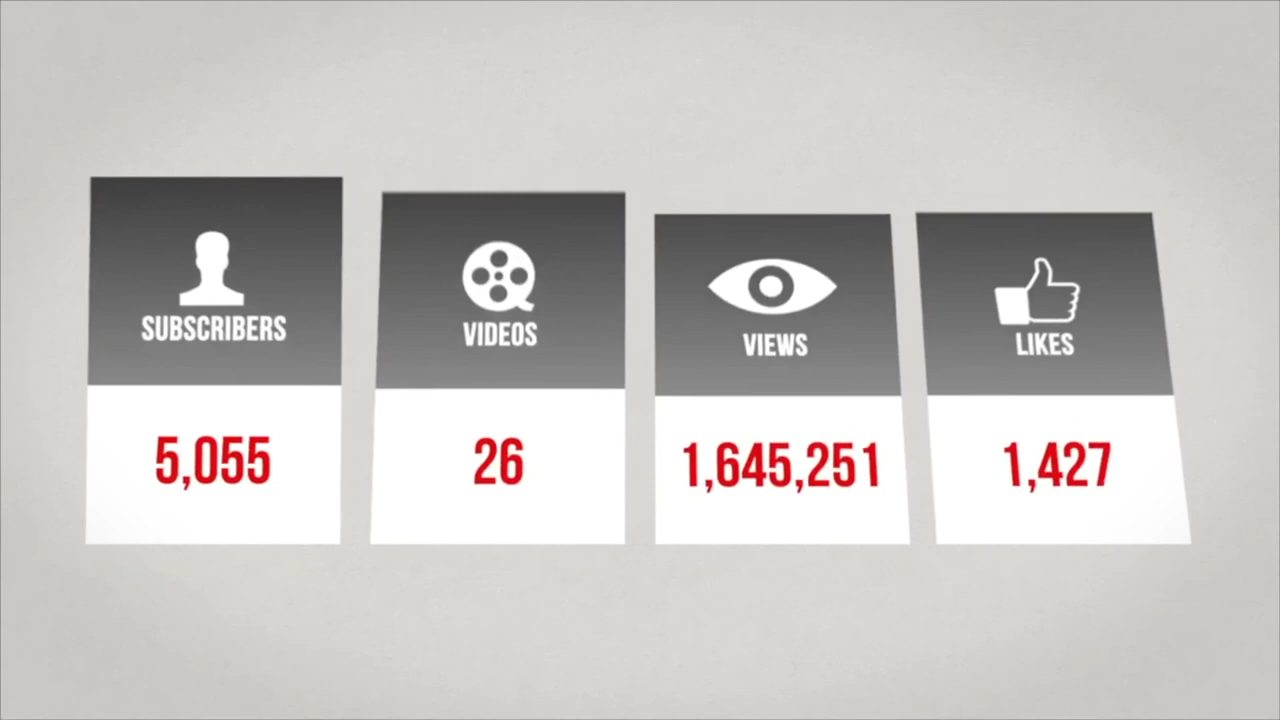 SUBSCRIBERS
5,055
VIDEOS
26
VIEWS
1,645,251
LIKES
1,427